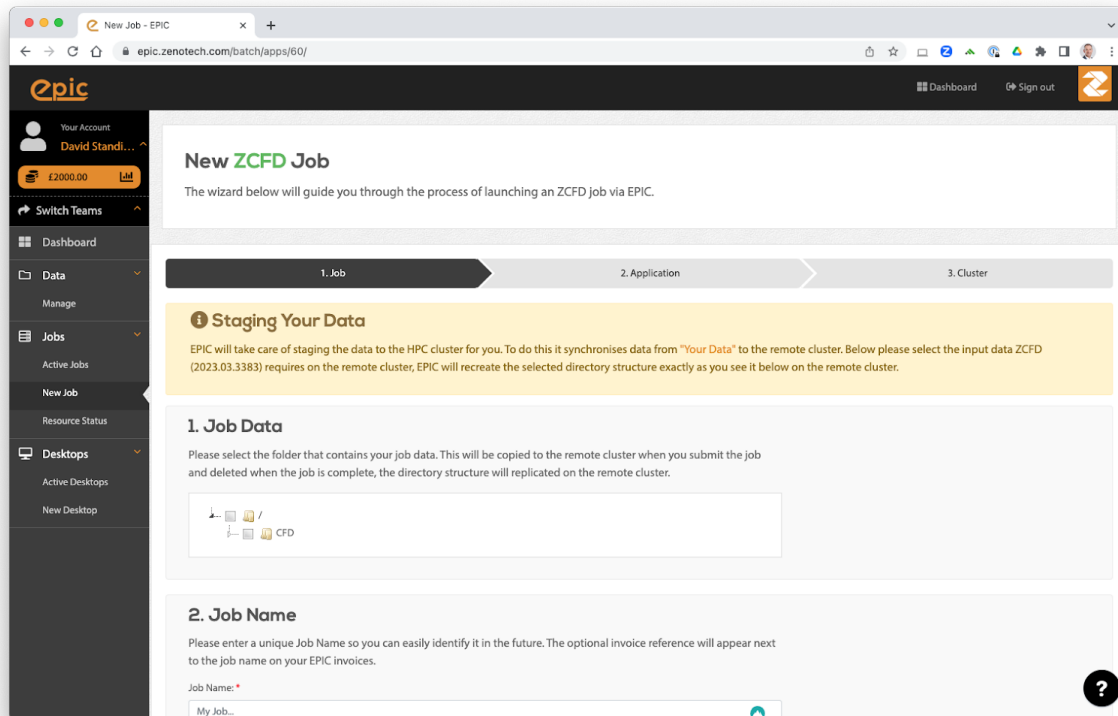 New Job - EPIC
epic.zenotech.com/batch/apps/60/
epic
Dashboard
Sign out
Your Account
David Standi...
£2000.00
Switch Teams
Dashboard
Data
Manage
Jobs
Active Jobs
New Job
Resource Status
Desktops
Active Desktops
New Desktop
New ZCFD Job
The wizard below will guide you through the process of launching an ZCFD job via EPIC.
1. Job
2. Application
3. Cluster
Staging Your Data
EPIC will take care of staging the data to the HPC cluster for you. To do this it synchronises data from "Your Data" to the remote cluster. Below please select the input data ZCFD
(2023.03.3383) requires on the remote cluster, EPIC will recreate the selected directory structure exactly as you see it below on the remote cluster.
1. Job Data
Please select the folder that contains your job data. This will be copied to the remote cluster when you submit the job
and deleted when the job is complete, the directory structure will replicated on the remote cluster.
/
CFD
2. Job Name
Please enter a unique Job Name so you can easily identify it in the future. The optional invoice reference will appear next
to the job name on your EPIC invoices.
Job Name: *
My Job...
?